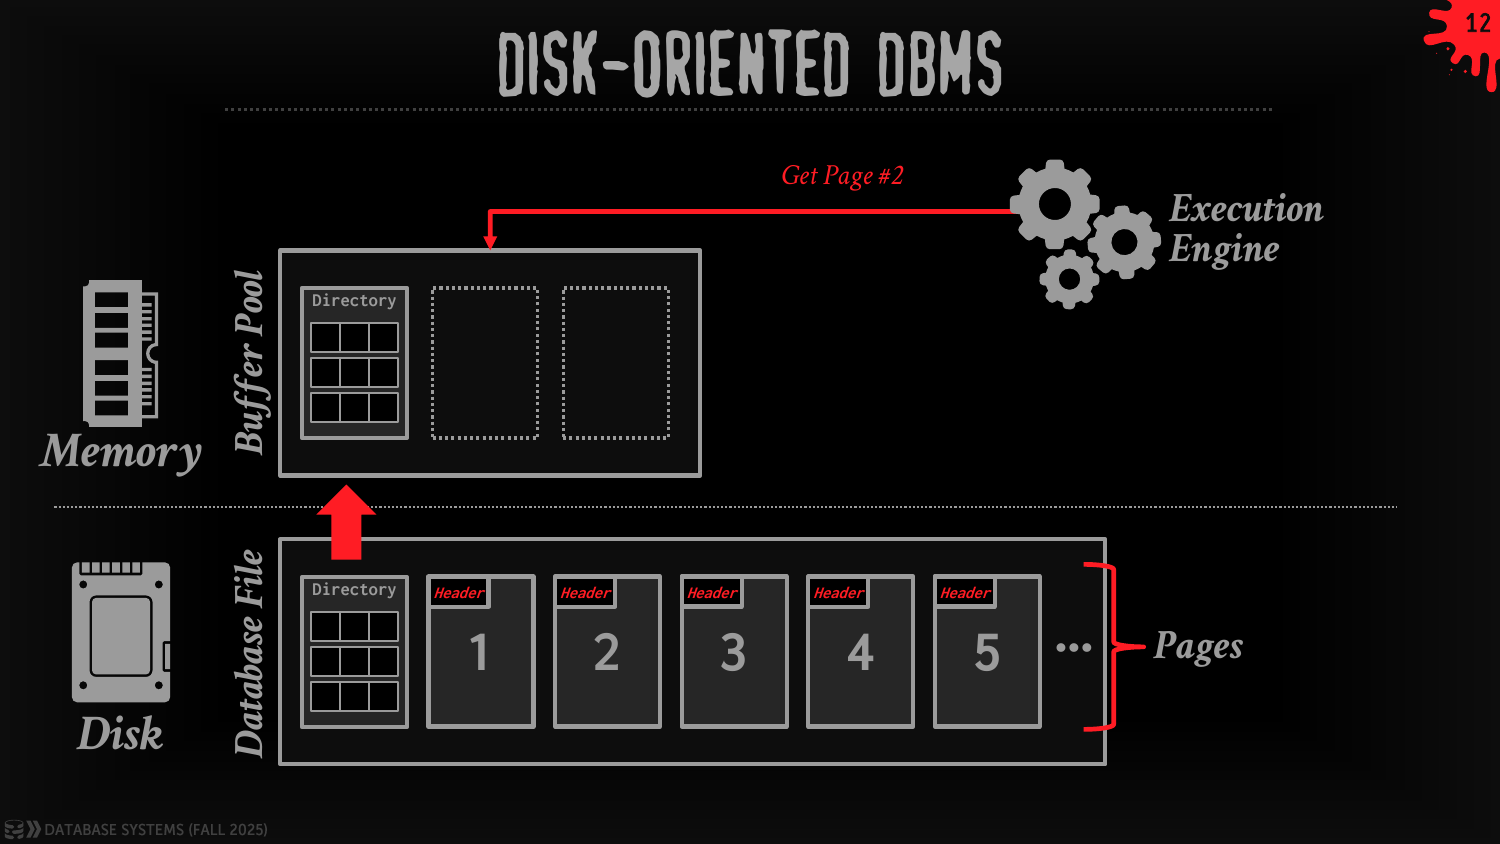 DISK-ORIENTED DBMS
12
Get Page #2
Execution
Engine
Memory
Buffer Pool
Directory
Disk
Database File
Directory
Header
1
Header
2
Header
3
Header
4
Header
5
...
Pages
DATABASE SYSTEMS (FALL 2025)